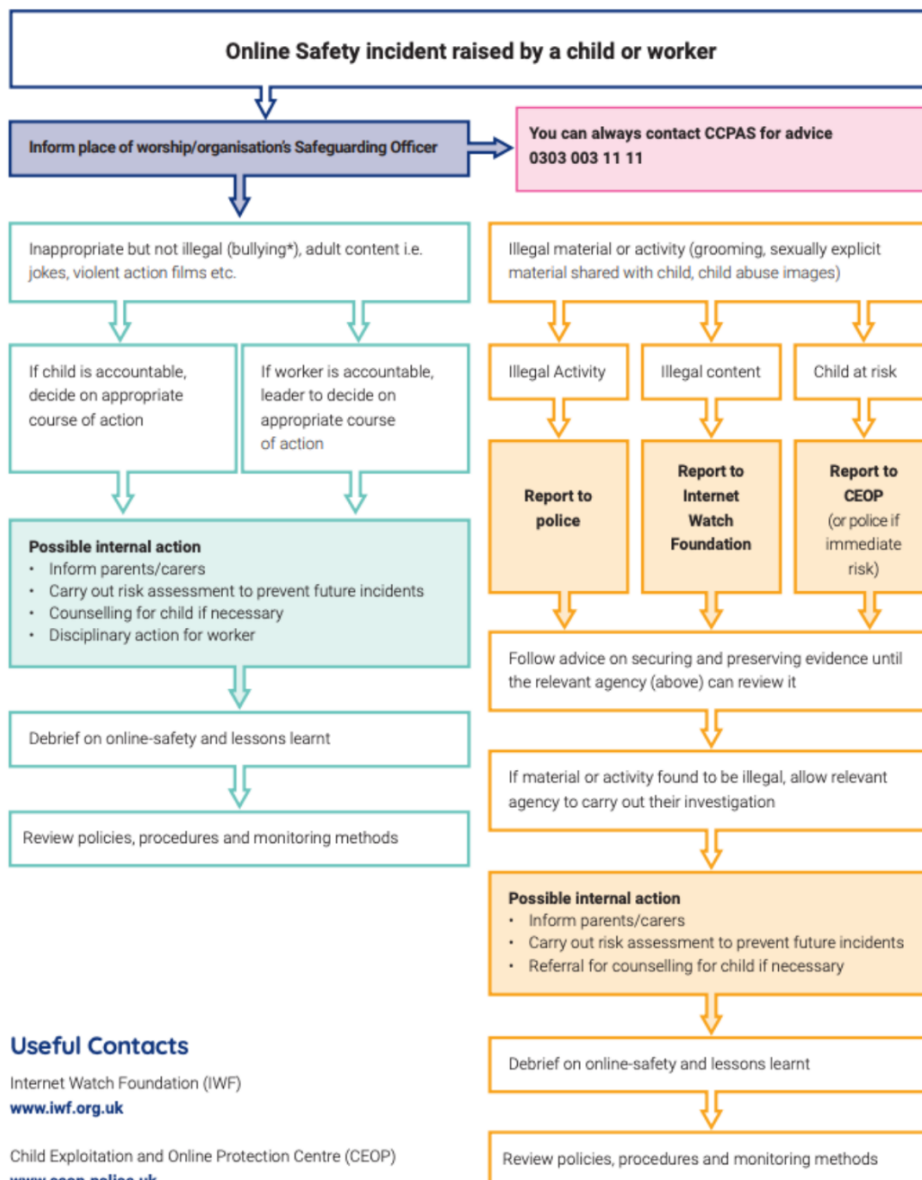 Online Safety incident raised by a child or worker
Inform place of worship/organisation's Safeguarding Officer
You can always contact CCPAS for advice
0303 003 11 11
Inappropriate but not illegal (bullying*), adult content i.e.
jokes, violent action films etc.
If child is accountable,
decide on appropriate
course of action
If worker is accountable,
leader to decide on
appropriate course
of action
Possible internal action
• Inform parents/carers
• Carry out risk assessment to prevent future incidents
• Counselling for child if necessary
• Disciplinary action for worker
Debrief on online-safety and lessons learnt
Review policies, procedures and monitoring methods
Illegal material or activity (grooming, sexually explicit
material shared with child, child abuse images)
Illegal Activity
Illegal content
Child at risk
Report to
police
Report to
Internet
Watch
Foundation
Report to
CEOP
(or police if
immediate
risk)
Follow advice on securing and preserving evidence until
the relevant agency (above) can review it
If material or activity found to be illegal, allow relevant
agency to carry out their investigation
Possible internal action
• Inform parents/carers
• Carry out risk assessment to prevent future incidents
• Referral for counselling for child if necessary
Debrief on online-safety and lessons learnt
Review policies, procedures and monitoring methods
Useful Contacts
Internet Watch Foundation (IWF)
www.iwf.org.uk
Child Exploitation and Online Protection Centre (CEOP)
www.ceop.police.uk